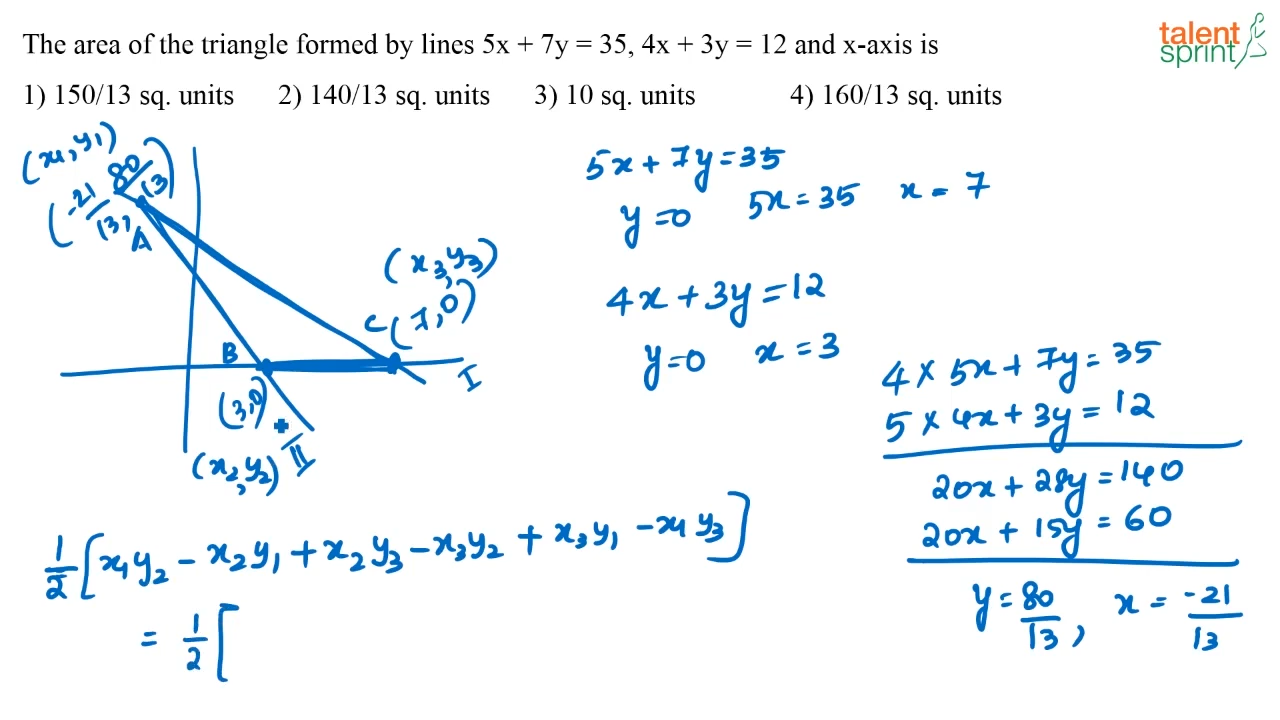 talent
sprint
The area of the triangle formed by lines 5x + 7y = 35, 4x + 3y = 12 and x-axis is
1) 150/13 sq. units 2) 140/13 sq. units 3) 10 sq. units 4) 160/13 sq. units
(x₁, y₁)
(-21/13, 80/13)
A
B
(3,0)
(x₂, y₂)
II
(x₃, y₃)
C (7,0)
I
5x + 7y = 35
y = 0 5x = 35 x = 7
4x + 3y = 12
y = 0 x = 3
4 × 5x + 7y = 35
5 × 4x + 3y = 12
20x + 28y = 140
20x + 15y = 60
y = 80/13, x = -21/13
1/2 [x₁y₂ - x₂y₁ + x₂y₃ - x₃y₂ + x₃y₁ - x₁y₃]
= 1/2 [